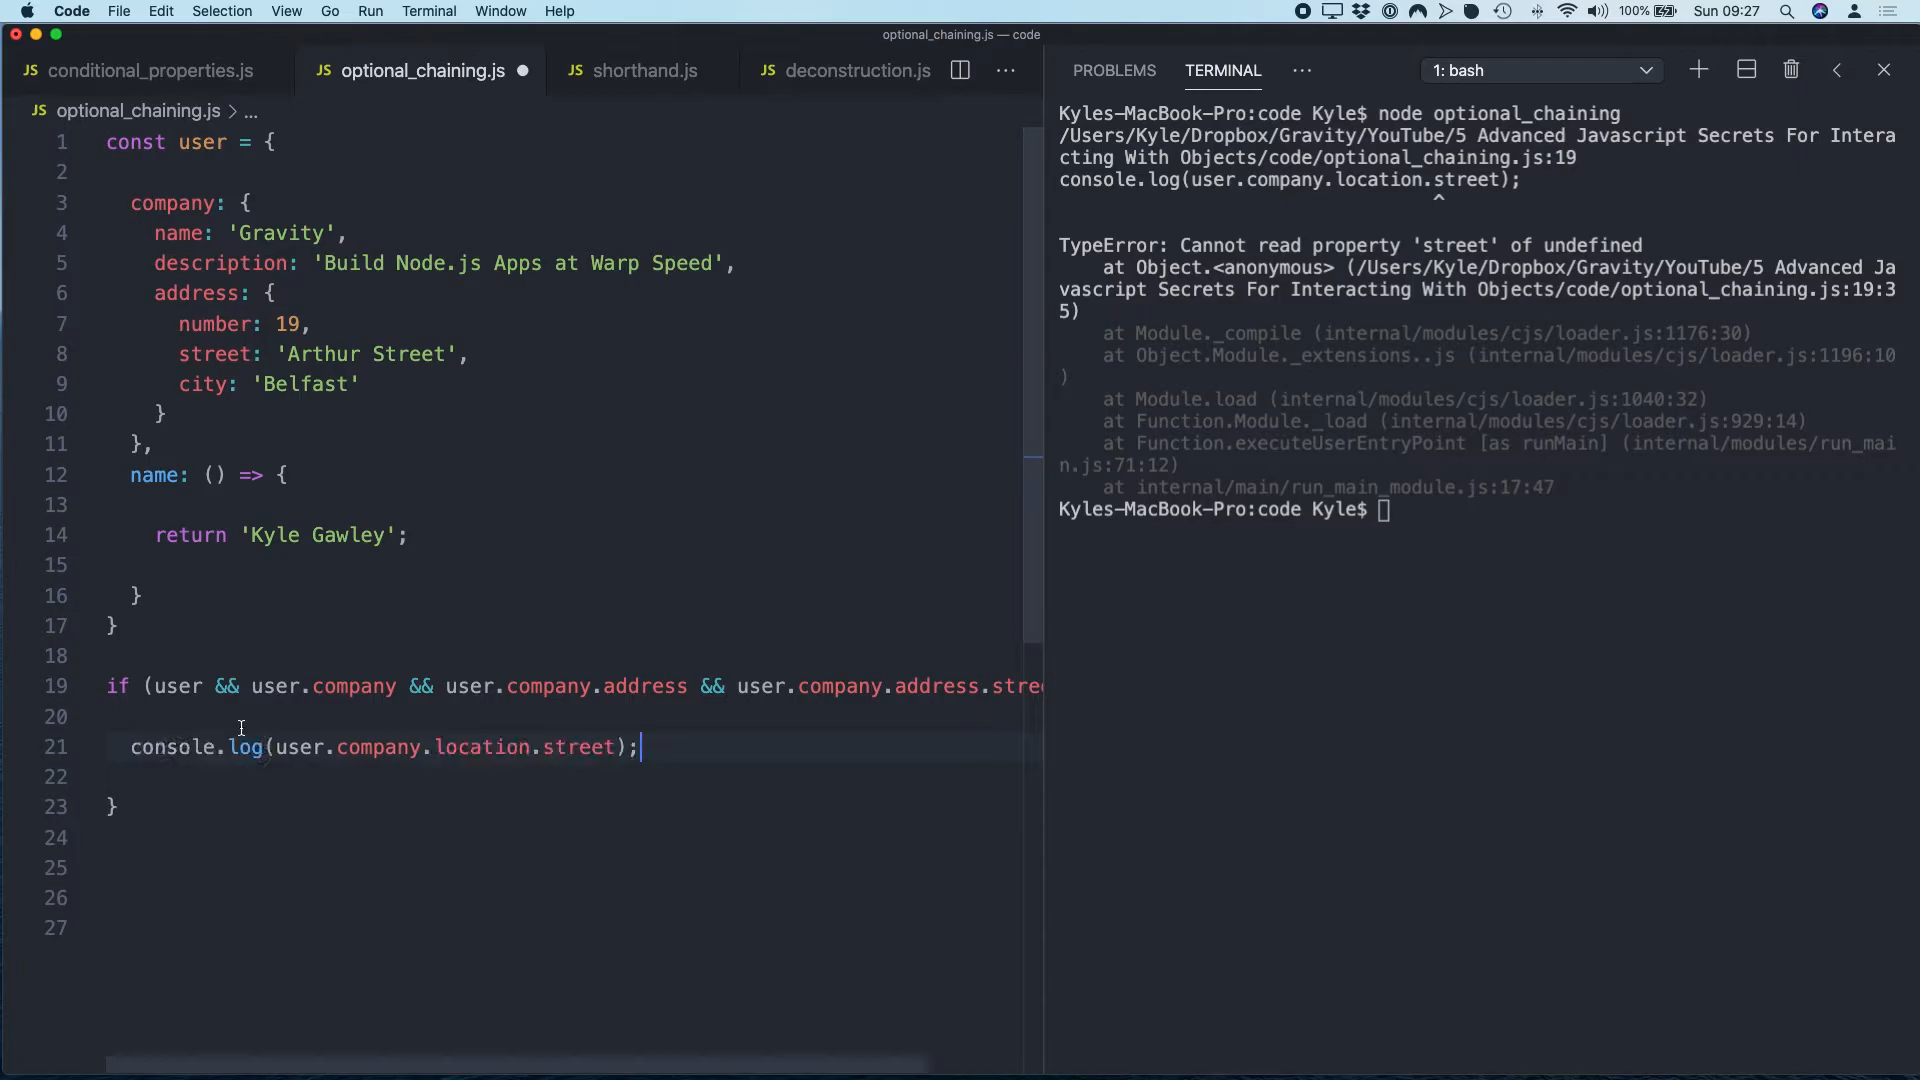 Code File Edit Selection View Go Run Terminal Window Help 100% Sun 09:27
optional_chaining.js — code
JS conditional_properties.js JS optional_chaining.js JS shorthand.js JS deconstruction.js
PROBLEMS TERMINAL 1: bash
JS optional_chaining.js > ...
1 const user = {
2
3 company: {
4 name: 'Gravity',
5 description: 'Build Node.js Apps at Warp Speed',
6 address: {
7 number: 19,
8 street: 'Arthur Street',
9 city: 'Belfast'
10 }
11 },
12 name: () => {
13
14 return 'Kyle Gawley';
15
16 }
17 }
18
19 if (user && user.company && user.company.address && user.company.address.stree
20
21 console.log(user.company.location.street);
22
23 }
24
25
26
27
Kyles-MacBook-Pro:code Kyle$ node optional_chaining
/Users/Kyle/Dropbox/Gravity/YouTube/5 Advanced Javascript Secrets For Intera
cting With Objects/code/optional_chaining.js:19
console.log(user.company.location.street);
^
TypeError: Cannot read property 'street' of undefined
at Object.<anonymous> (/Users/Kyle/Dropbox/Gravity/YouTube/5 Advanced Ja
vascript Secrets For Interacting With Objects/code/optional_chaining.js:19:3
5)
at Module._compile (internal/modules/cjs/loader.js:1176:30)
at Object.Module._extensions..js (internal/modules/cjs/loader.js:1196:10
)
at Module.load (internal/modules/cjs/loader.js:1040:32)
at Function.Module._load (internal/modules/cjs/loader.js:929:14)
at Function.executeUserEntryPoint [as runMain] (internal/modules/run_mai
n.js:71:12)
at internal/main/run_main_module.js:17:47
Kyles-MacBook-Pro:code Kyle$